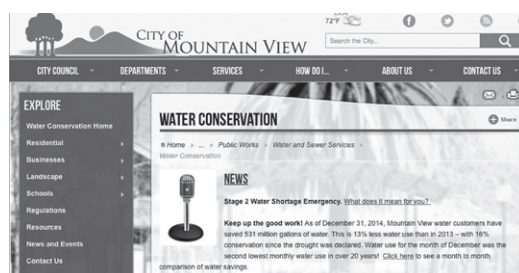 CITY OF
MOUNTAIN VIEW
72°F
Search the City...
CITY COUNCIL
DEPARTMENTS
SERVICES
HOW DO I...
ABOUT US
CONTACT US
EXPLORE
Water Conservation Home
Residential
Businesses
Landscape
Schools
Regulations
Resources
News and Events
Contact Us
WATER CONSERVATION
Share
Home » ... » Public Works » Water and Sewer Services »
Water Conservation
NEWS
Stage 2 Water Shortage Emergency. What does it mean for you?
Keep up the good work! As of December 31, 2014, Mountain View water customers have
saved 531 million gallons of water. This is 13% less water use than in 2013 – with 16%
conservation since the drought was declared. Water use for the month of December was the
second lowest monthly water use in over 20 years! Click here to see a month to month
comparison of water savings.